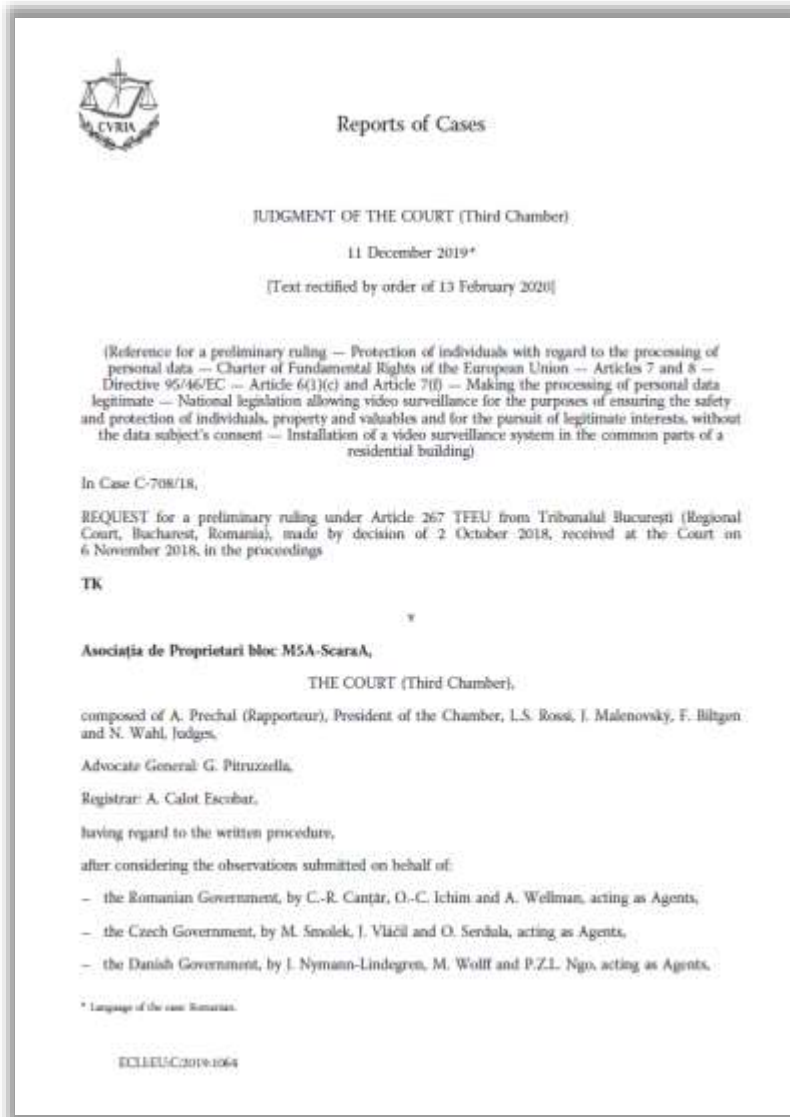 CVRIA
Reports of Cases
JUDGMENT OF THE COURT (Third Chamber)
11 December 2019*
[Text rectified by order of 13 February 2020]
(Reference for a preliminary ruling — Protection of individuals with regard to the processing of
personal data — Charter of Fundamental Rights of the European Union — Articles 7 and 8 —
Directive 95/46/EC — Article 6(1)(c) and Article 7(f) — Making the processing of personal data
legitimate — National legislation allowing video surveillance for the purposes of ensuring the safety
and protection of individuals, property and valuables and for the pursuit of legitimate interests, without
the data subject's consent — Installation of a video surveillance system in the common parts of a
residential building)
In Case C-708/18,
REQUEST for a preliminary ruling under Article 267 TFEU from Tribunalul București (Regional
Court, Bucharest, Romania), made by decision of 2 October 2018, received at the Court on
6 November 2018, in the proceedings
TK
v
Asociaţia de Proprietari bloc M5A-ScaraA,
THE COURT (Third Chamber),
composed of A. Prechal (Rapporteur), President of the Chamber, L.S. Rossi, J. Malenovský, F. Biltgen
and N. Wahl, Judges,
Advocate General: G. Pitruzzella,
Registrar: A. Calot Escobar,
having regard to the written procedure,
after considering the observations submitted on behalf of:
– the Romanian Government, by C.-R. Canţăr, O.-C. Ichim and A. Wellman, acting as Agents,
– the Czech Government, by M. Smolek, J. Vláčil and O. Serdula, acting as Agents,
– the Danish Government, by J. Nymann-Lindegren, M. Wolff and P.Z.L. Ngo, acting as Agents,
* Language of the case: Romanian.
ECLI:EU:C:2019:1064